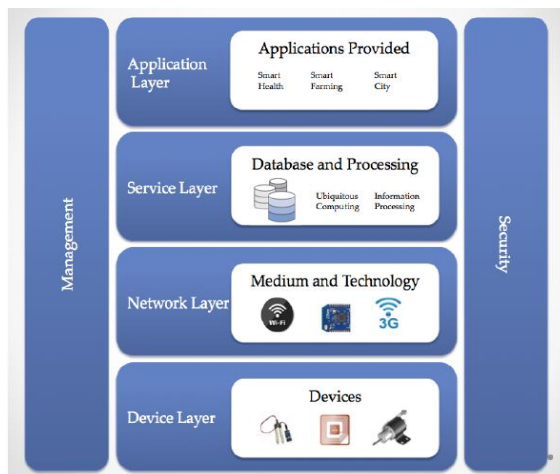 Management
Application
Layer
Applications Provided
Smart
Health
Smart
Farming
Smart
City
Service Layer
Database and Processing
Ubiquitous
Computing
Information
Processing
Network Layer
Medium and Technology
Wi-Fi
3G
Device Layer
Devices
Security